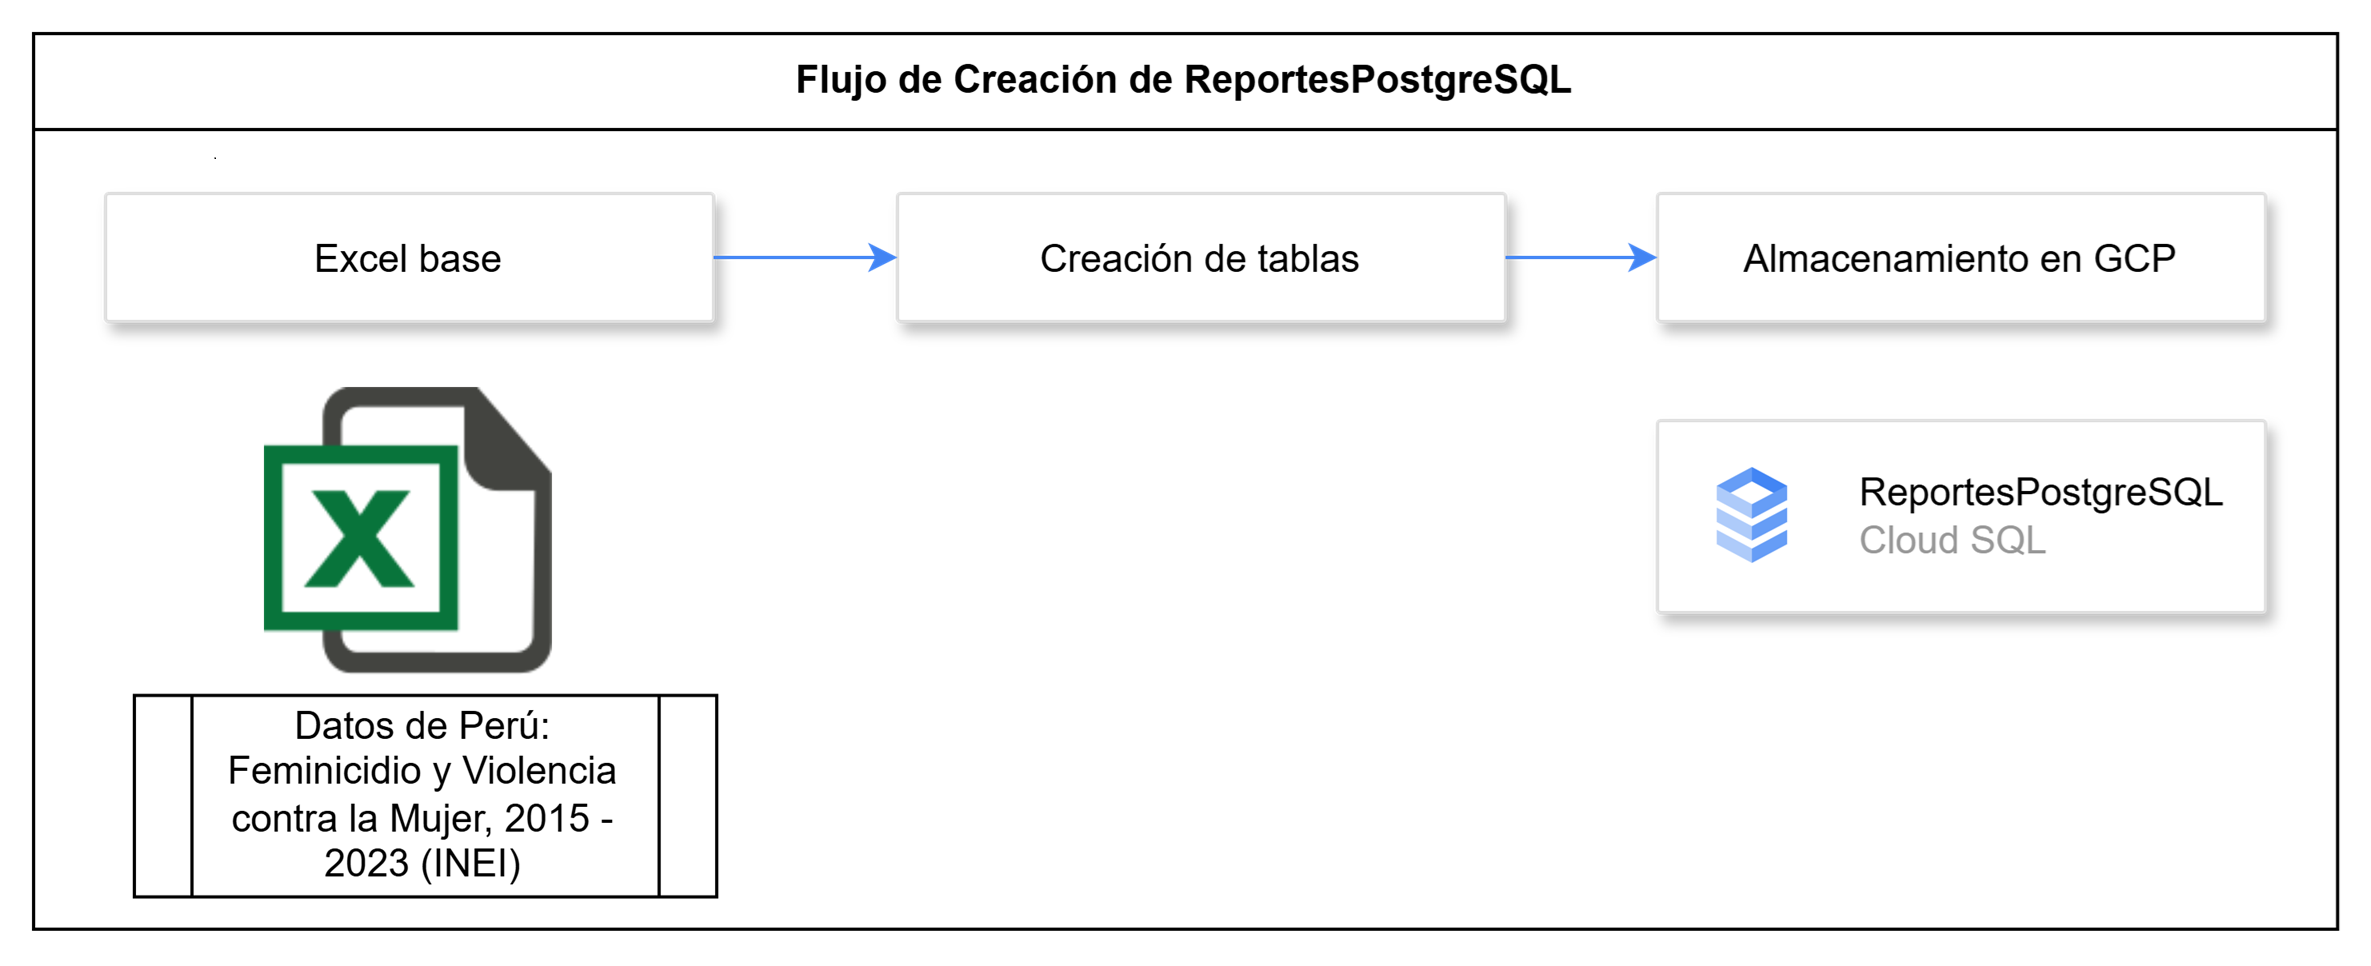 Flujo de Creación de ReportesPostgreSQL
Excel base
Creación de tablas
Almacenamiento en GCP
X
ReportesPostgreSQL
Cloud SQL
Datos de Perú:
Feminicidio y Violencia
contra la Mujer, 2015 -
2023 (INEI)